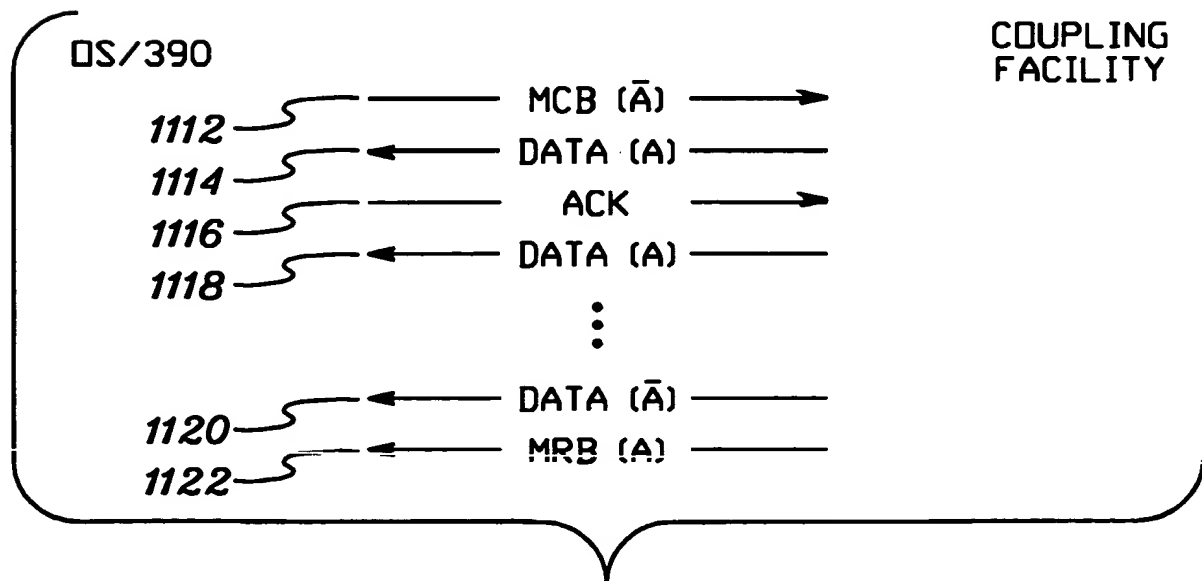 OS/390
COUPLING
FACILITY
1112 MCB (Ā)
1114 DATA (A)
1116 ACK
1118 DATA (A)
1120 DATA (Ā)
1122 MRB (A)